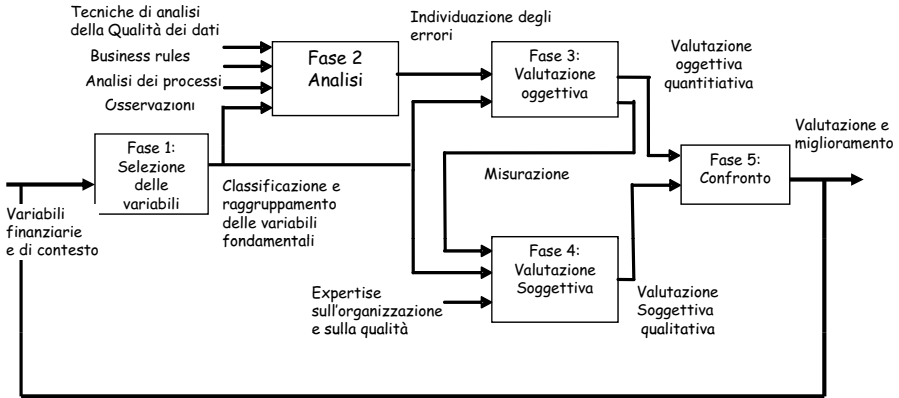 Tecniche di analisi
della Qualità dei dati
Business rules
Analisi dei processi
Osservazioni
Fase 2
Analisi
Individuazione degli
errori
Fase 3:
Valutazione
oggettiva
Valutazione
oggettiva
quantitiativa
Fase 1:
Selezione
delle
variabili
Variabili
finanziarie
e di contesto
Classificazione e
raggruppamento
delle variabili
fondamentali
Misurazione
Fase 5:
Confronto
Valutazione e
miglioramento
Expertise
sull'organizzazione
e sulla qualità
Fase 4:
Valutazione
Soggettiva
Valutazione
Soggettiva
qualitativa